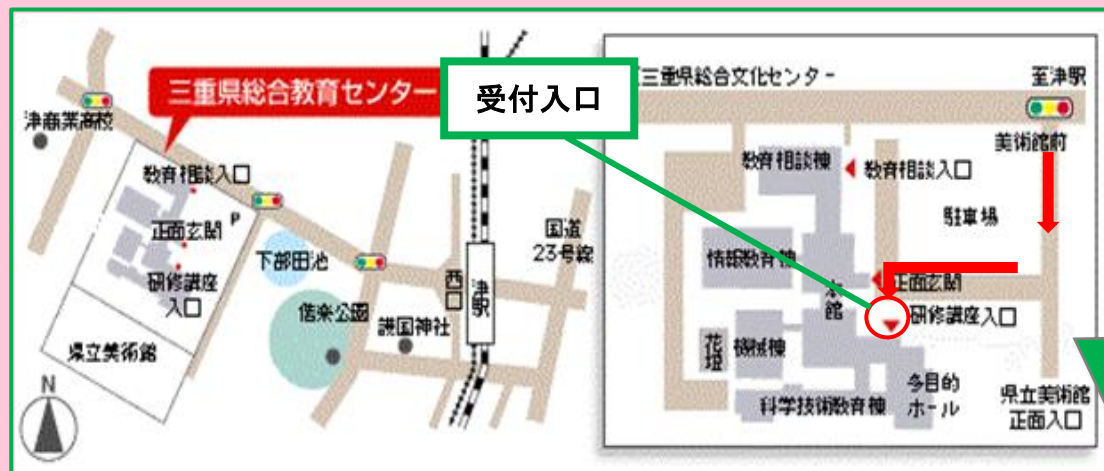 三重県総合教育センター
津商業高校
教育相談入口
正面玄関
P
研修講座
入口
県立美術館
下部田池
偕楽公園
護国神社
西口
津駅
国道
23号線
N
受付入口
三重県総合文化センター
至津駅
美術館前
教育相談棟
教育相談入口
駐車場
情報教育棟
本館
正面玄関
研修講座入口
花壇
機械棟
科学技術教育棟
多目的
ホール
県立美術館
正面入口